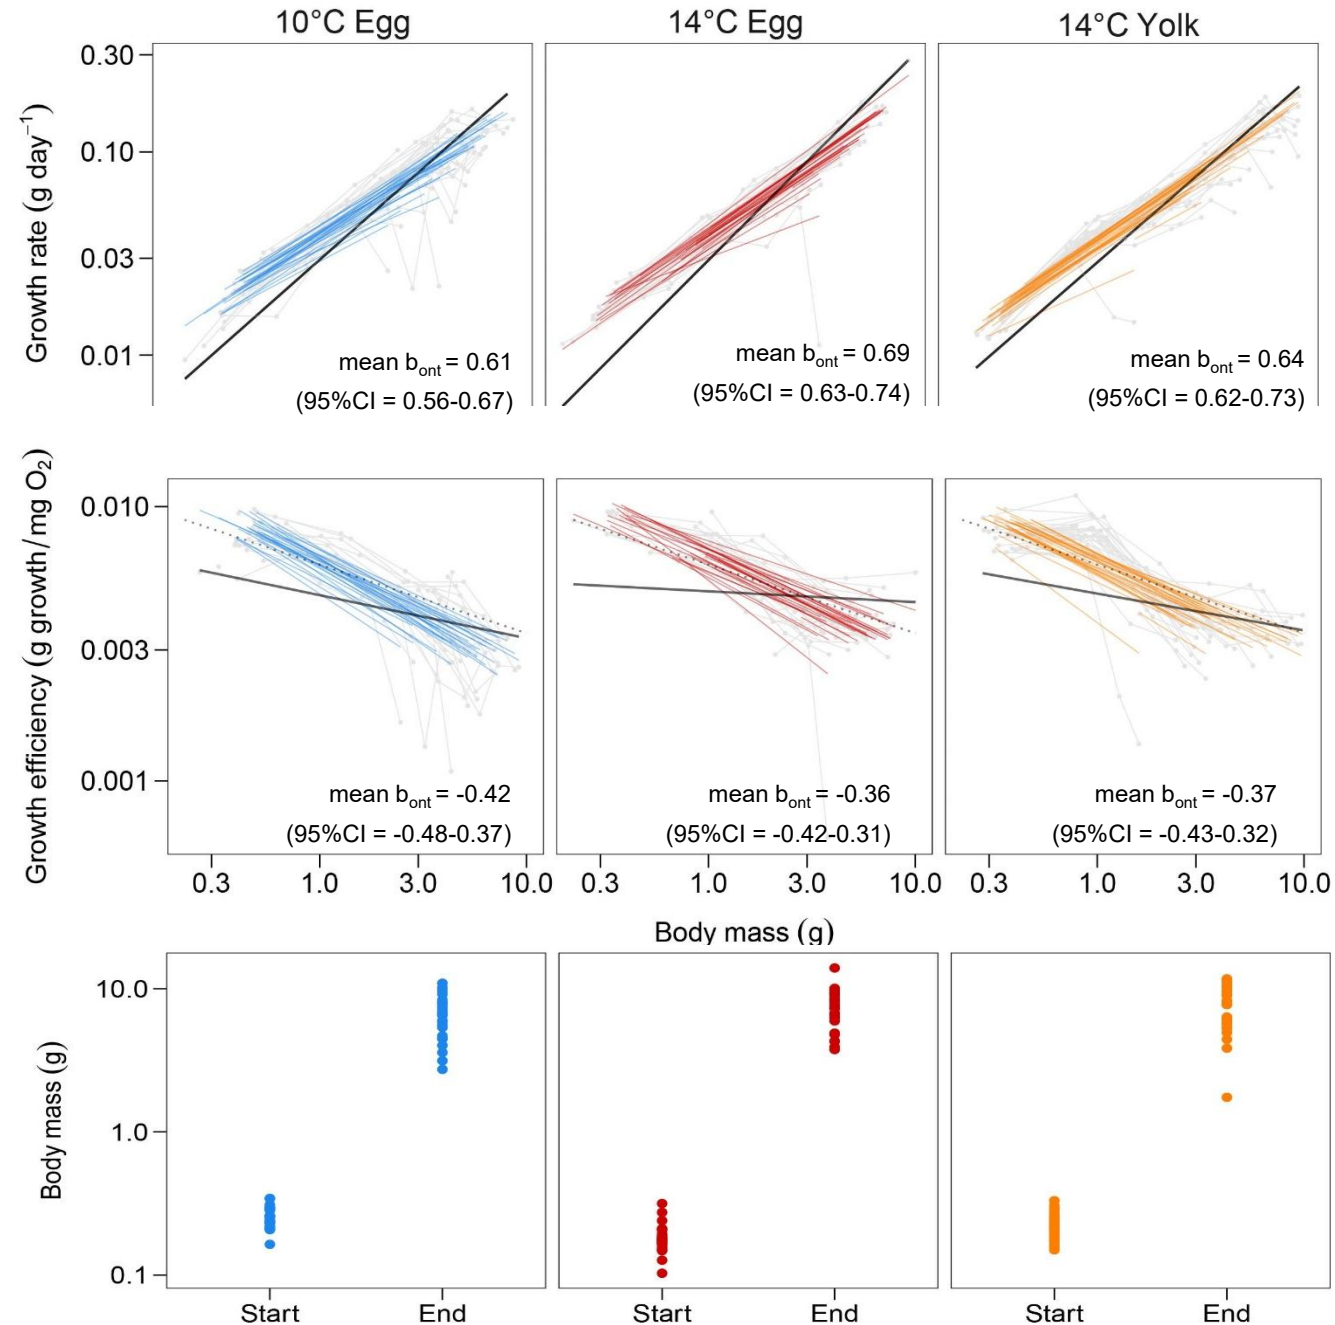 10°C Egg
14°C Egg
14°C Yolk
Growth rate (g day⁻¹)
0.30
0.10
0.03
0.01
mean bont = 0.61
(95%CI = 0.56-0.67)
mean bont = 0.69
(95%CI = 0.63-0.74)
mean bont = 0.64
(95%CI = 0.62-0.73)
Growth efficiency (g growth/mg O₂)
0.010
0.003
0.001
mean bont = -0.42
(95%CI = -0.48-0.37)
mean bont = -0.36
(95%CI = -0.42-0.31)
mean bont = -0.37
(95%CI = -0.43-0.32)
0.3 1.0 3.0 10.0 0.3 1.0 3.0 10.0 0.3 1.0 3.0 10.0
Body mass (g)
Body mass (g)
10.0
1.0
0.1
Start End Start End Start End